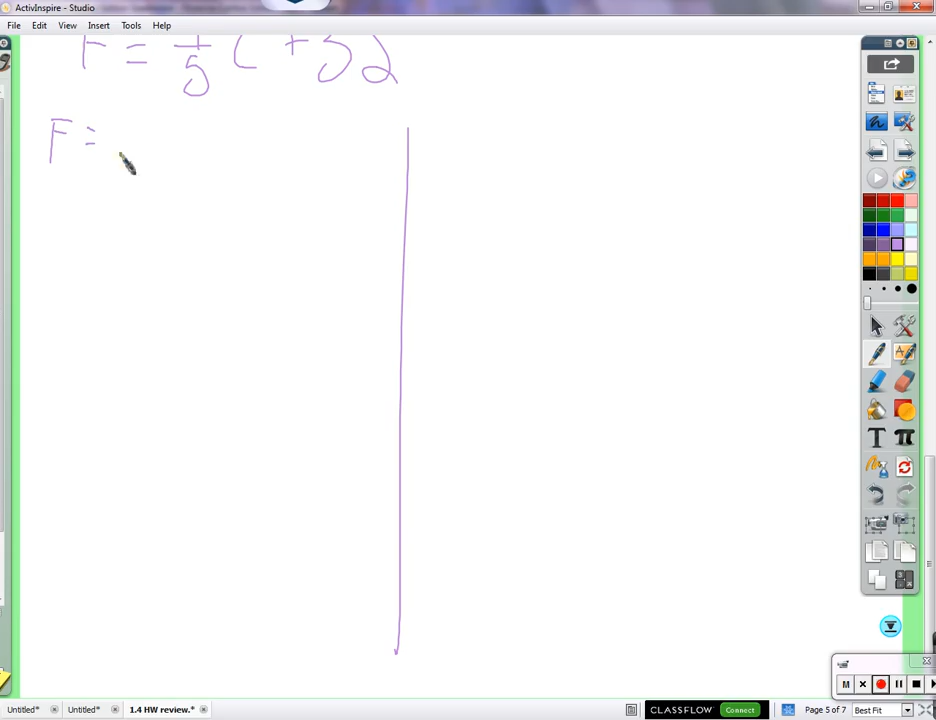 ActivInspire - Studio
File Edit View Insert Tools Help
5 C + 32
F =
M
Untitled* Untitled* 1.4 HW review.* CLASSFLOW Connect Page 5 of 7 Best Fit